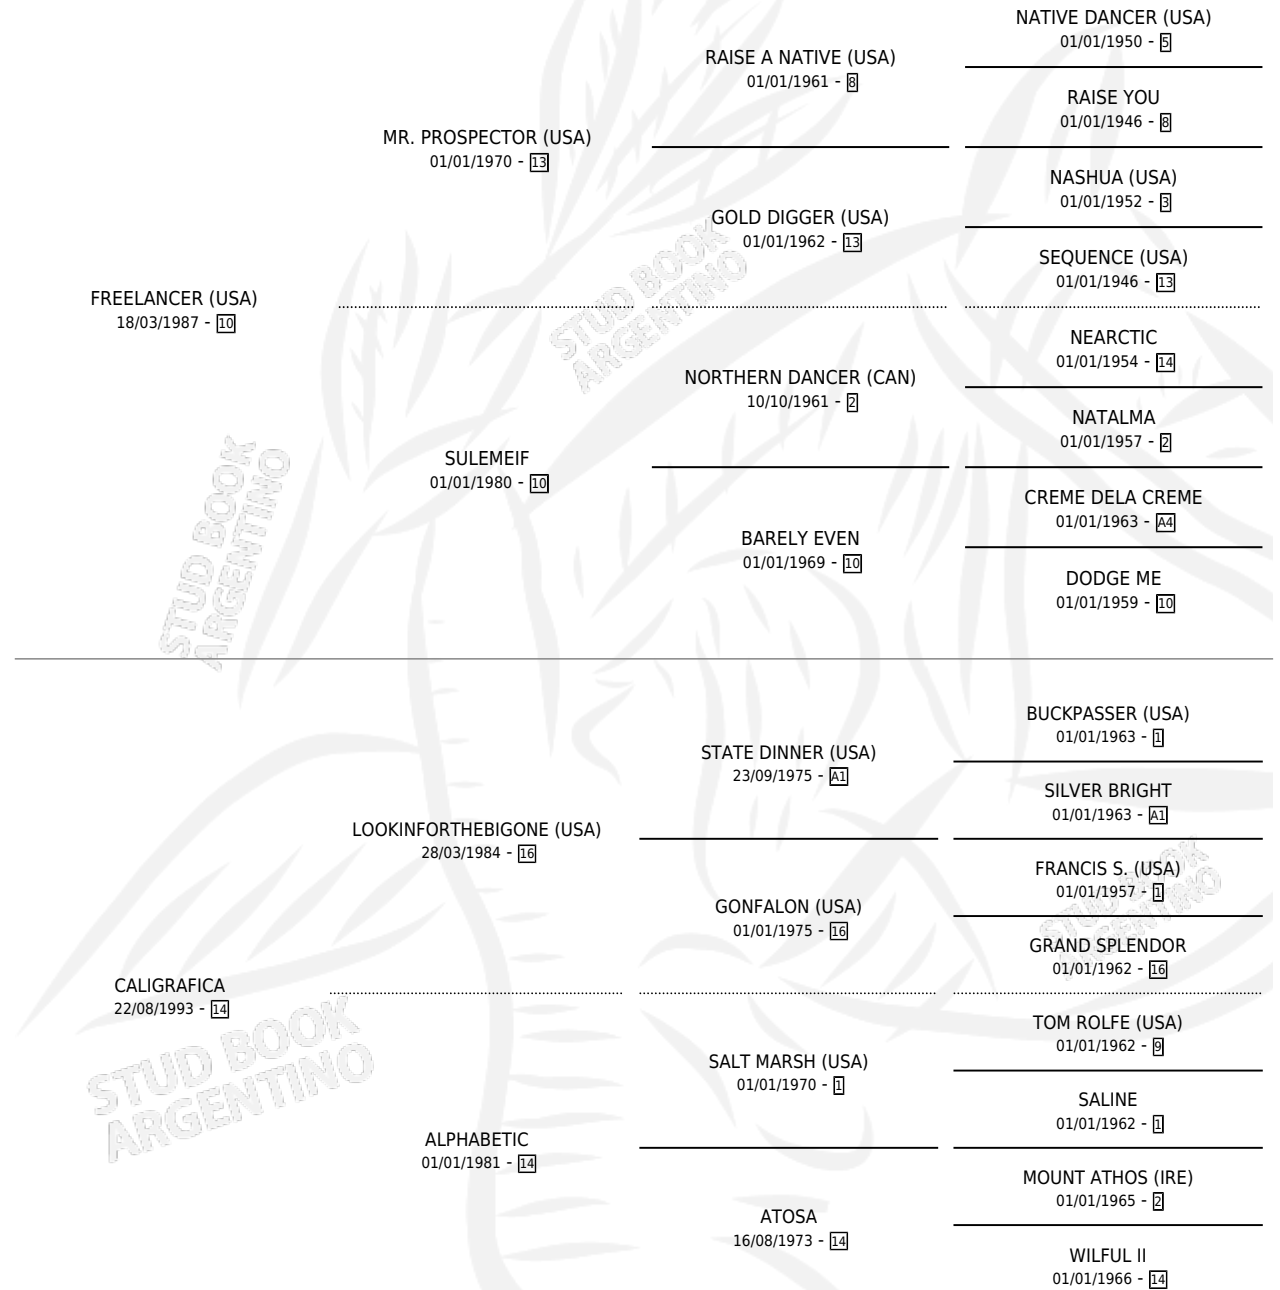 NATIVE DANCER (USA)
01/01/1950 - 5
RAISE A NATIVE (USA)
01/01/1961 - 8
RAISE YOU
01/01/1946 - 8
MR. PROSPECTOR (USA)
01/01/1970 - 13
NASHUA (USA)
01/01/1952 - 3
GOLD DIGGER (USA)
01/01/1962 - 13
SEQUENCE (USA)
01/01/1946 - 13
FREELANCER (USA)
18/03/1987 - 10
STUD BOOK
ARGENTINO
NEARCTIC
01/01/1954 - 14
NORTHERN DANCER (CAN)
10/10/1961 - 2
NATALMA
01/01/1957 - 2
SULEMEIF
01/01/1980 - 10
STUD BOOK
ARGENTINO
CREME DELA CREME
01/01/1963 - A4
BARELY EVEN
01/01/1969 - 10
DODGE ME
01/01/1959 - 10
BUCKPASSER (USA)
01/01/1963 - 1
STATE DINNER (USA)
23/09/1975 - A1
SILVER BRIGHT
01/01/1963 - A1
LOOKINFORTHEBIGONE (USA)
28/03/1984 - 16
FRANCIS S. (USA)
01/01/1957 - 1
STUD BOOK
ARGENTINO
GONFALON (USA)
01/01/1975 - 16
GRAND SPLENDOR
01/01/1962 - 16
CALIGRAFICA
22/08/1993 - 14
STUD BOOK
ARGENTINO
TOM ROLFE (USA)
01/01/1962 - 9
SALT MARSH (USA)
01/01/1970 - 1
SALINE
01/01/1962 - 1
ALPHABETIC
01/01/1981 - 14
MOUNT ATHOS (IRE)
01/01/1965 - 2
ATOSA
16/08/1973 - 14
WILFUL II
01/01/1966 - 14